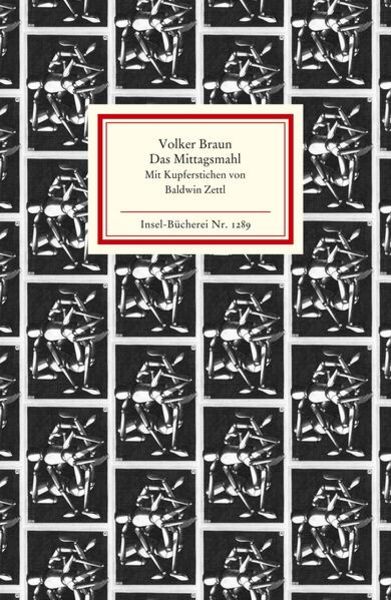 Volker Braun
Das Mittagsmahl
Mit Kupferstichen von
Baldwin Zettl
Insel-Bücherei Nr. 1289